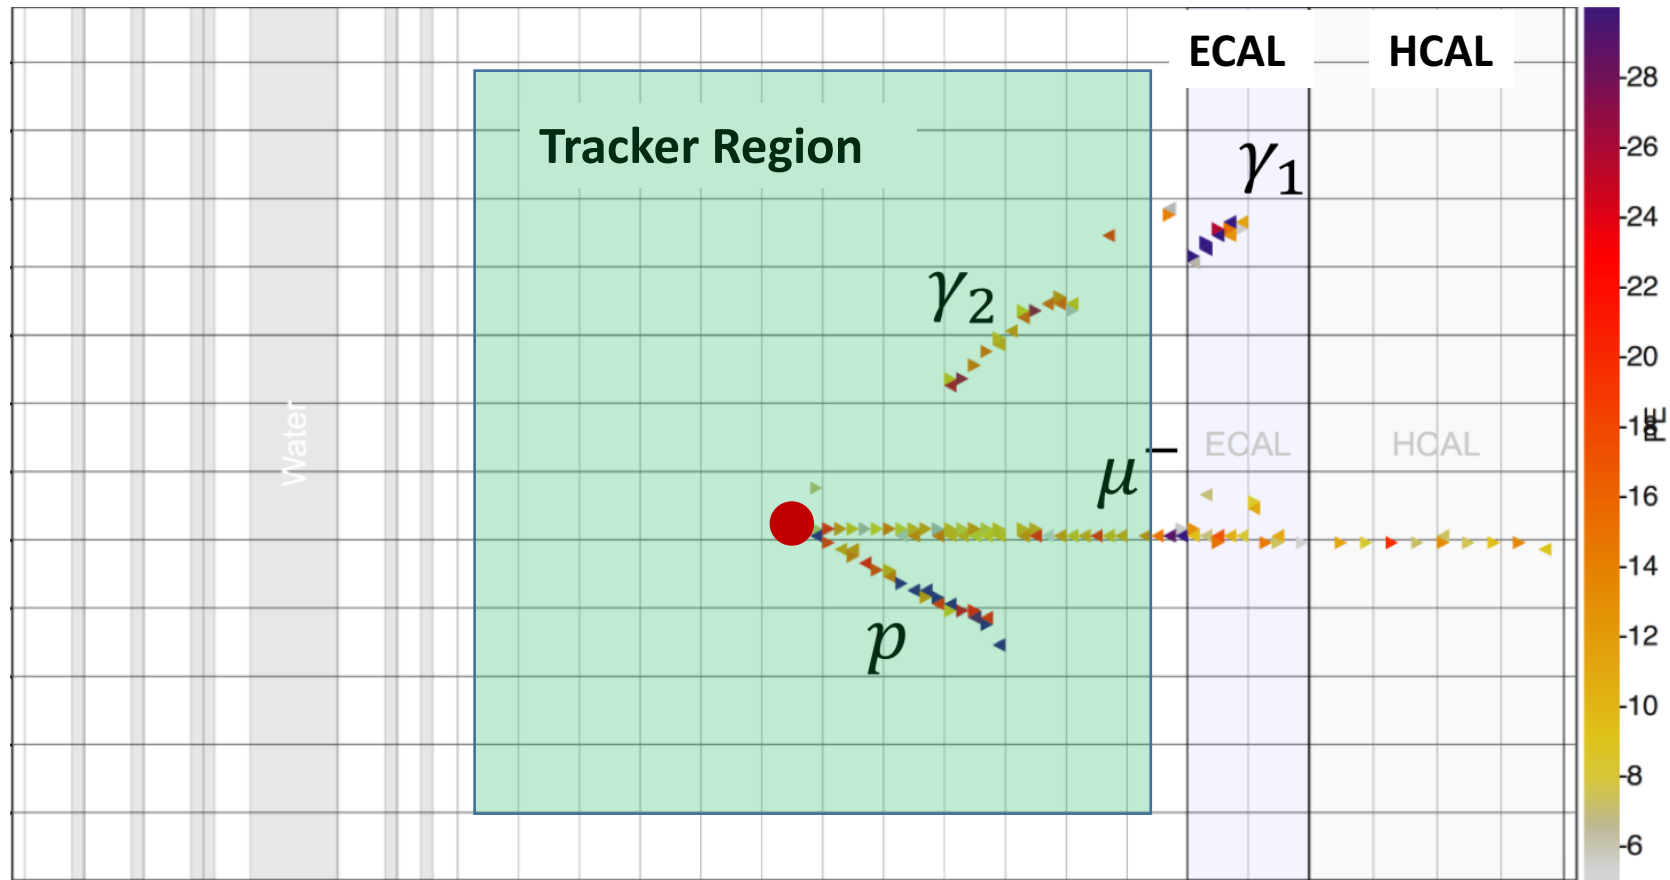 ECAL HCAL
Tracker Region
γ₁
γ₂
μ⁻
p
Water
ECAL HCAL
28
26
24
22
20
18
16
14
12
10
8
6
PE